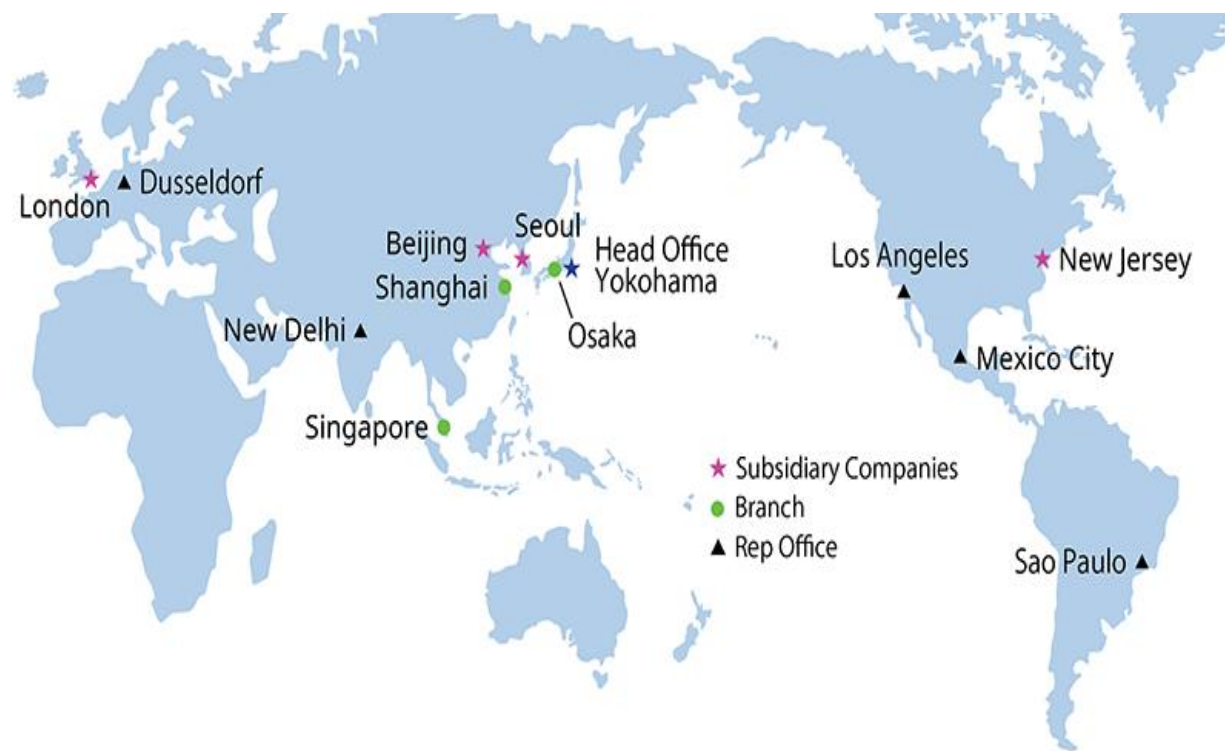 London
Dusseldorf
Beijing
Seoul
Shanghai
Head Office
Yokohama
Osaka
New Delhi
Singapore
Los Angeles
New Jersey
Mexico City
Sao Paulo
Subsidiary Companies
Branch
Rep Office